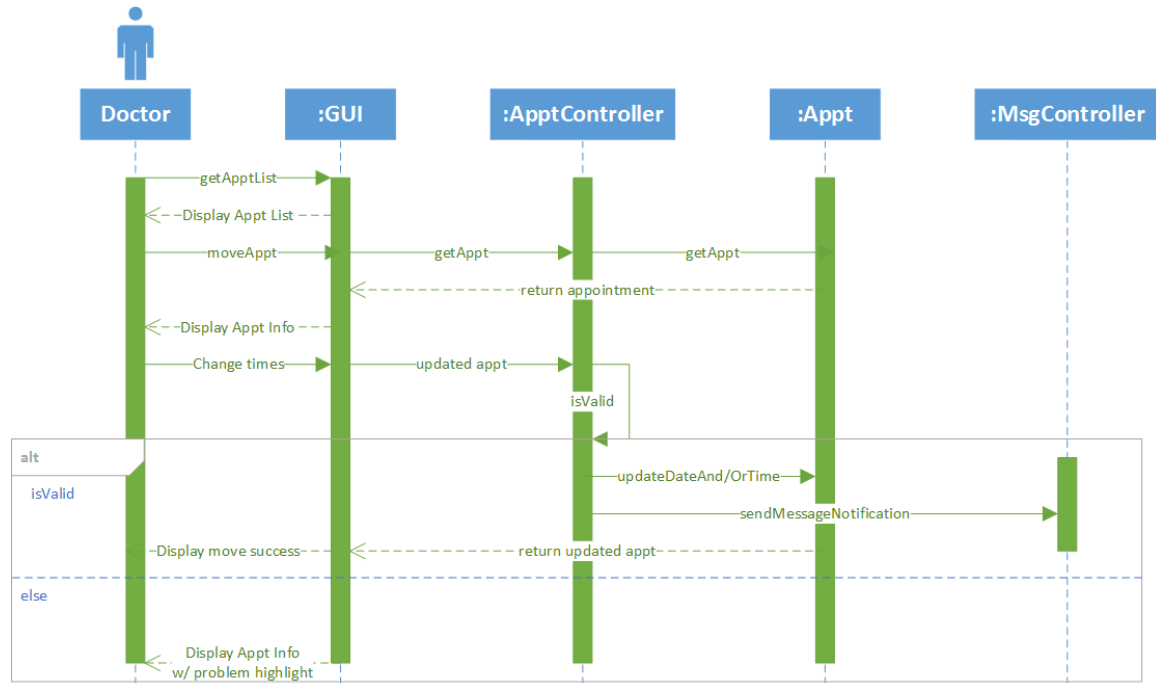 Doctor
:GUI
:ApptController
:Appt
:MsgController
getApptList
Display Appt List
moveAppt
getAppt
getAppt
return appointment
Display Appt Info
Change times
updated appt
isValid
alt
updateDateAnd/OrTime
isValid
sendMessageNotification
Display move success
return updated appt
else
Display Appt Info
w/ problem highlight